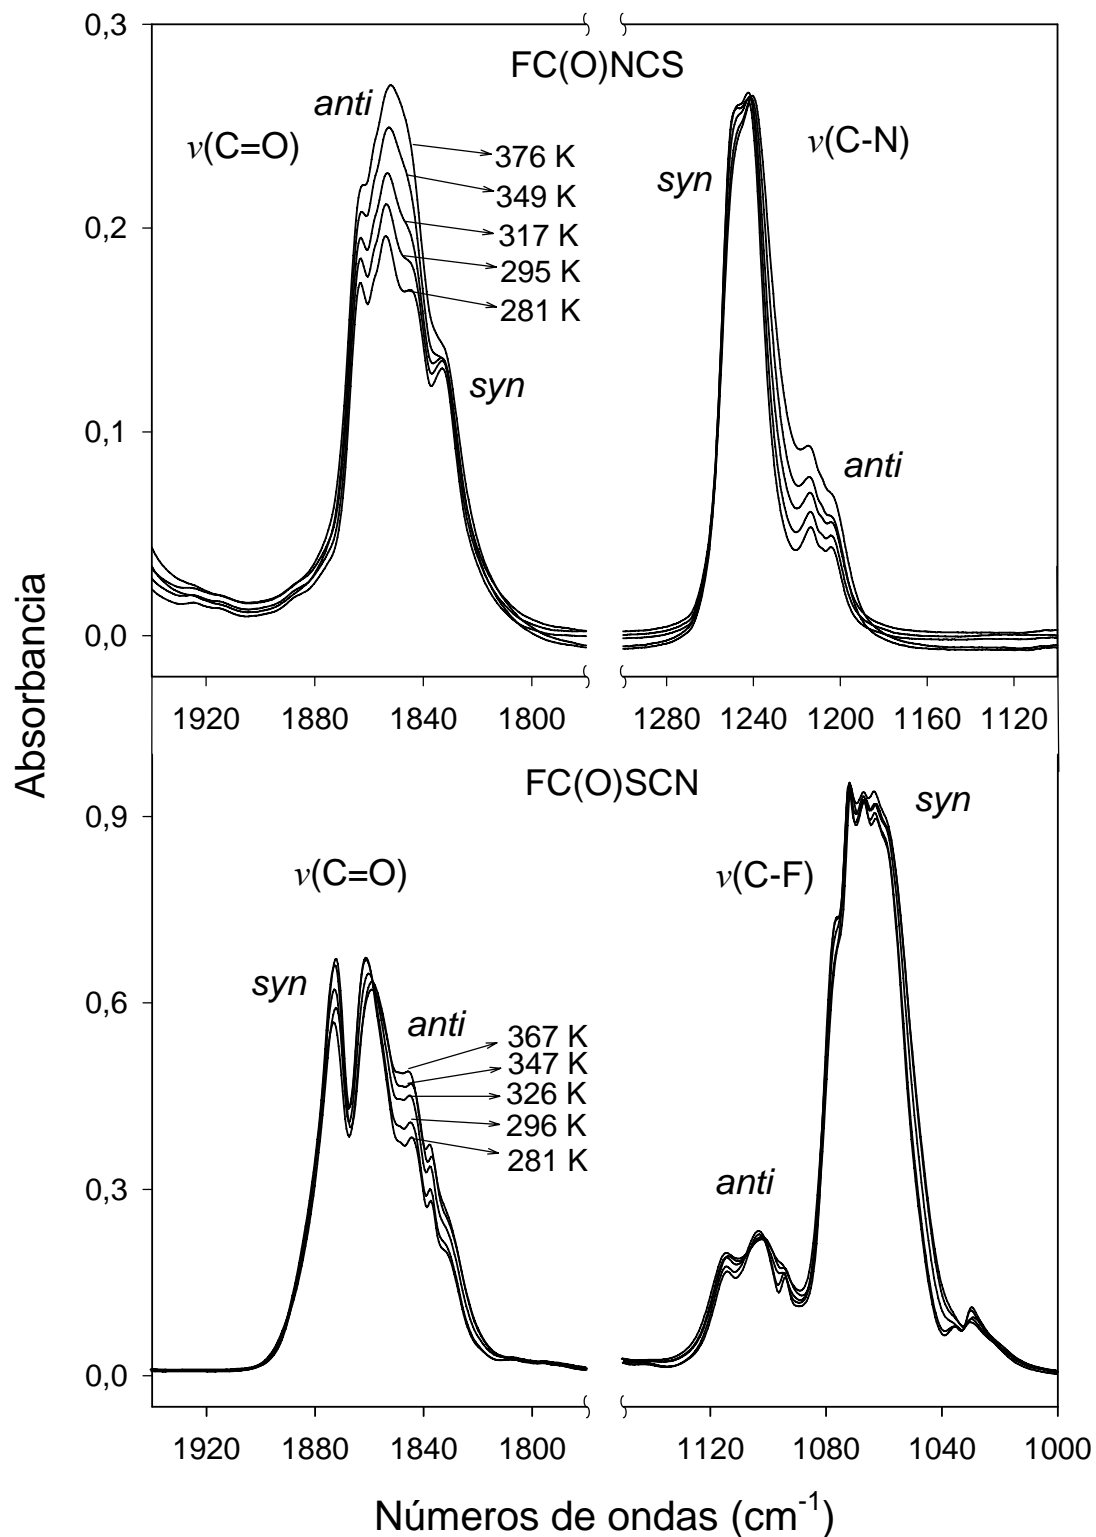 Absorbancia
0,3
0,2
0,1
0,0
FC(O)NCS
anti
ν(C=O)
376 K
349 K
317 K
295 K
281 K
syn
ν(C-N)
syn
anti
1920 1880 1840 1800 1280 1240 1200 1160 1120
FC(O)SCN
0,9
0,6
0,3
0,0
ν(C=O)
syn
anti
367 K
347 K
326 K
296 K
281 K
syn
ν(C-F)
anti
1920 1880 1840 1800 1120 1080 1040 1000
Números de ondas (cm⁻¹)